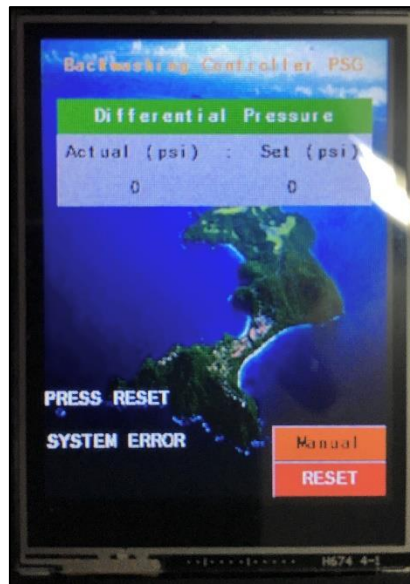 Backwashing Controller PSG
Differential Pressure
Actual (psi) : Set (psi)
0 0
PRESS RESET
SYSTEM ERROR
Manual
RESET
H674 4-1